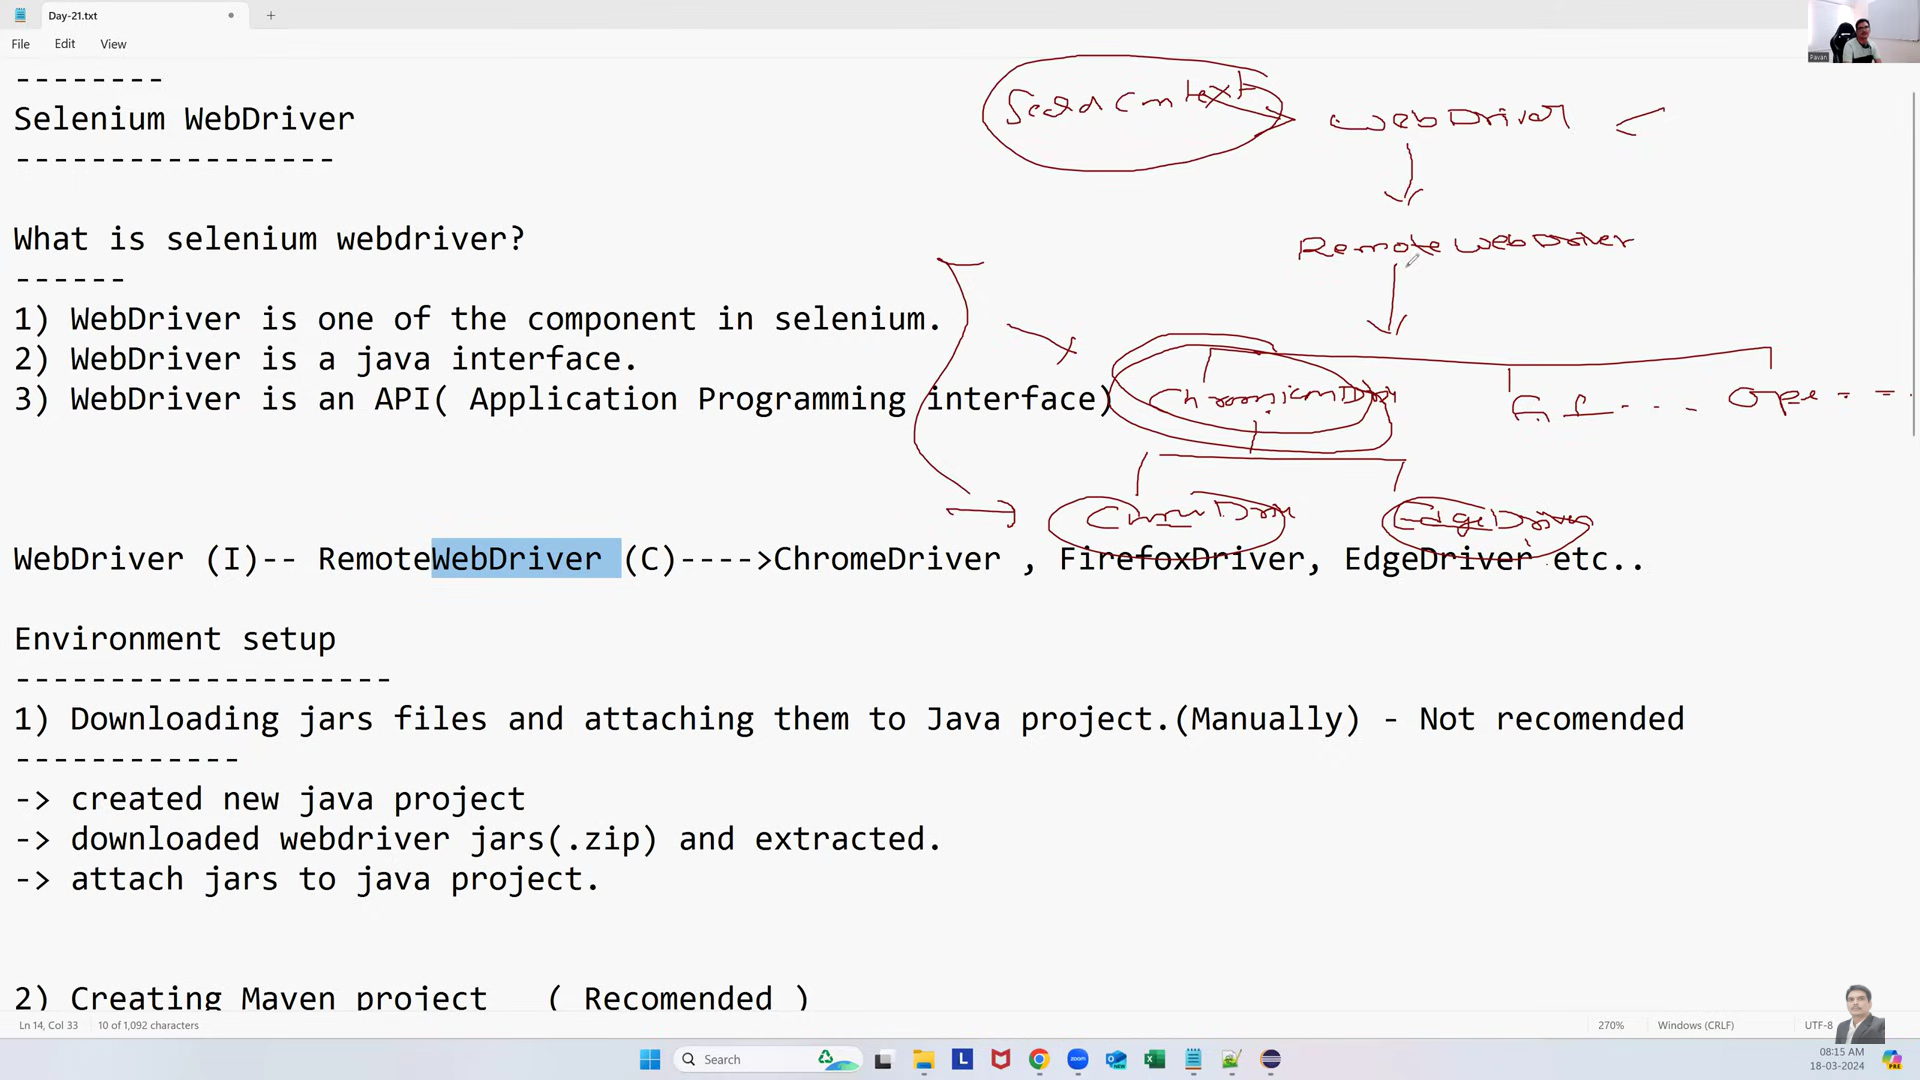 Day-21.txt
Pavan
File Edit View
--------
Selenium WebDriver
-----------------
What is selenium webdriver?
------
1) WebDriver is one of the component in selenium.
2) WebDriver is a java interface.
3) WebDriver is an API( Application Programming interface)
WebDriver
RemoteWebDriver
WebDriver (I)-- RemoteWebDriver (C)---->ChromeDriver , FirefoxDriver, EdgeDriver etc..
Environment setup
--------------------
1) Downloading jars files and attaching them to Java project.(Manually) - Not recomended
------------
-> created new java project
-> downloaded webdriver jars(.zip) and extracted.
-> attach jars to java project.
2) Creating Maven project ( Recomended )
Ln 14, Col 33 10 of 1,092 characters 270% Windows (CRLF) UTF-8
Search
08:15 AM
18-03-2024